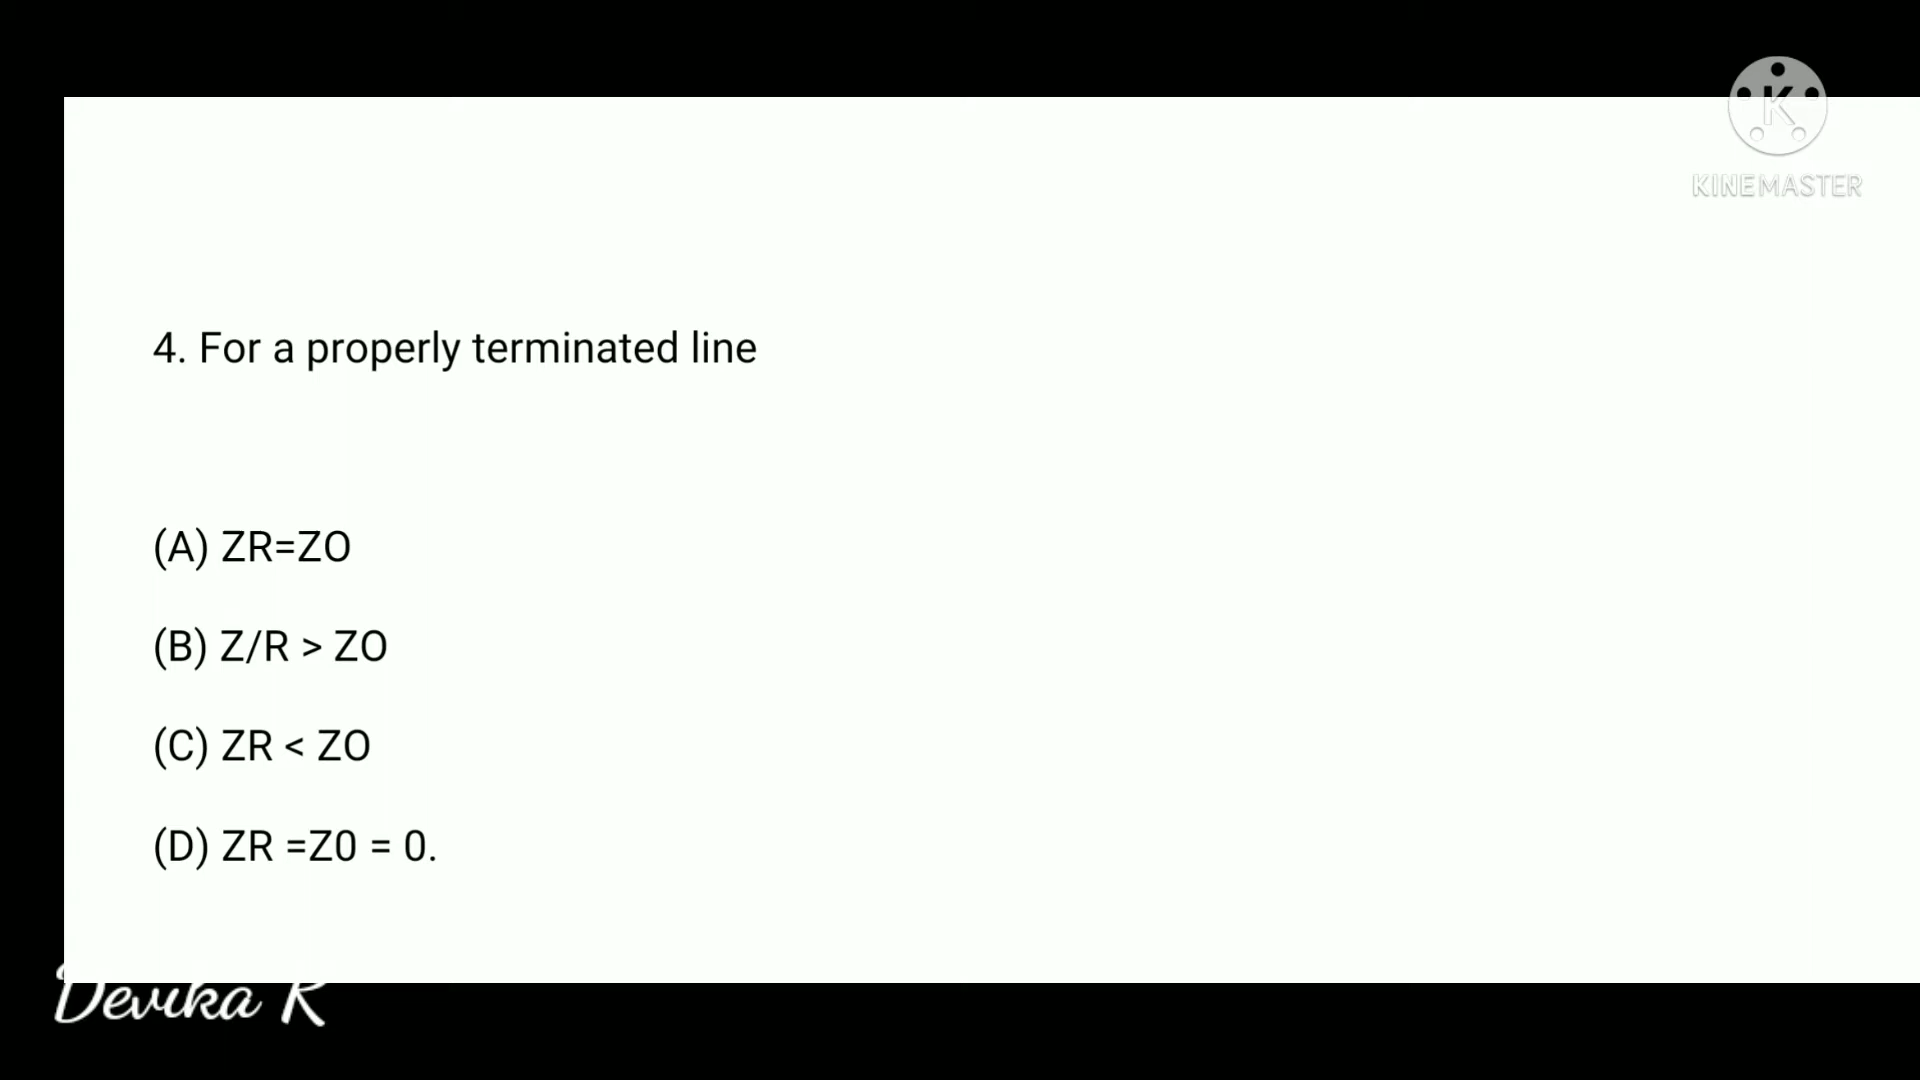 K
KINEMASTER
4. For a properly terminated line
(A) ZR=ZO
(B) Z/R > ZO
(C) ZR < ZO
(D) ZR =Z0 = 0.
Devika R